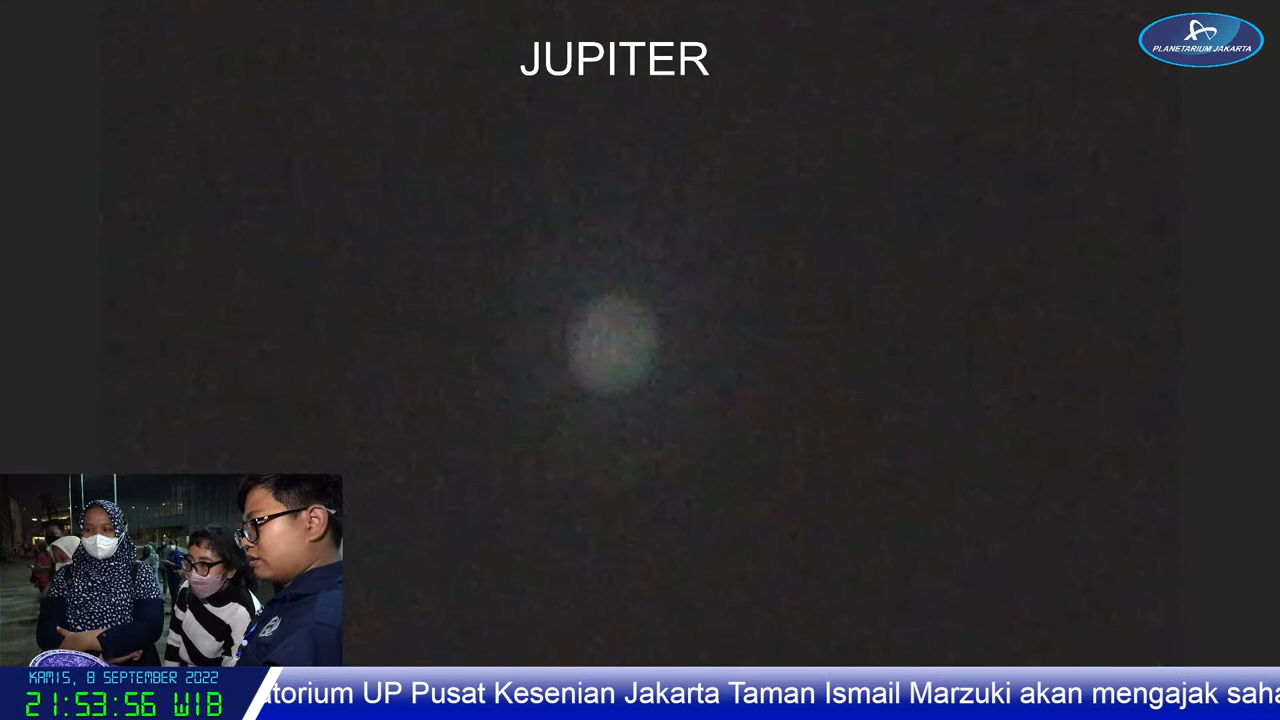 JUPITER
PLANETARIUM JAKARTA
KAMIS, 8 SEPTEMBER 2022
21:53:56 WIB
torium UP Pusat Kesenian Jakarta Taman Ismail Marzuki akan mengajak saha